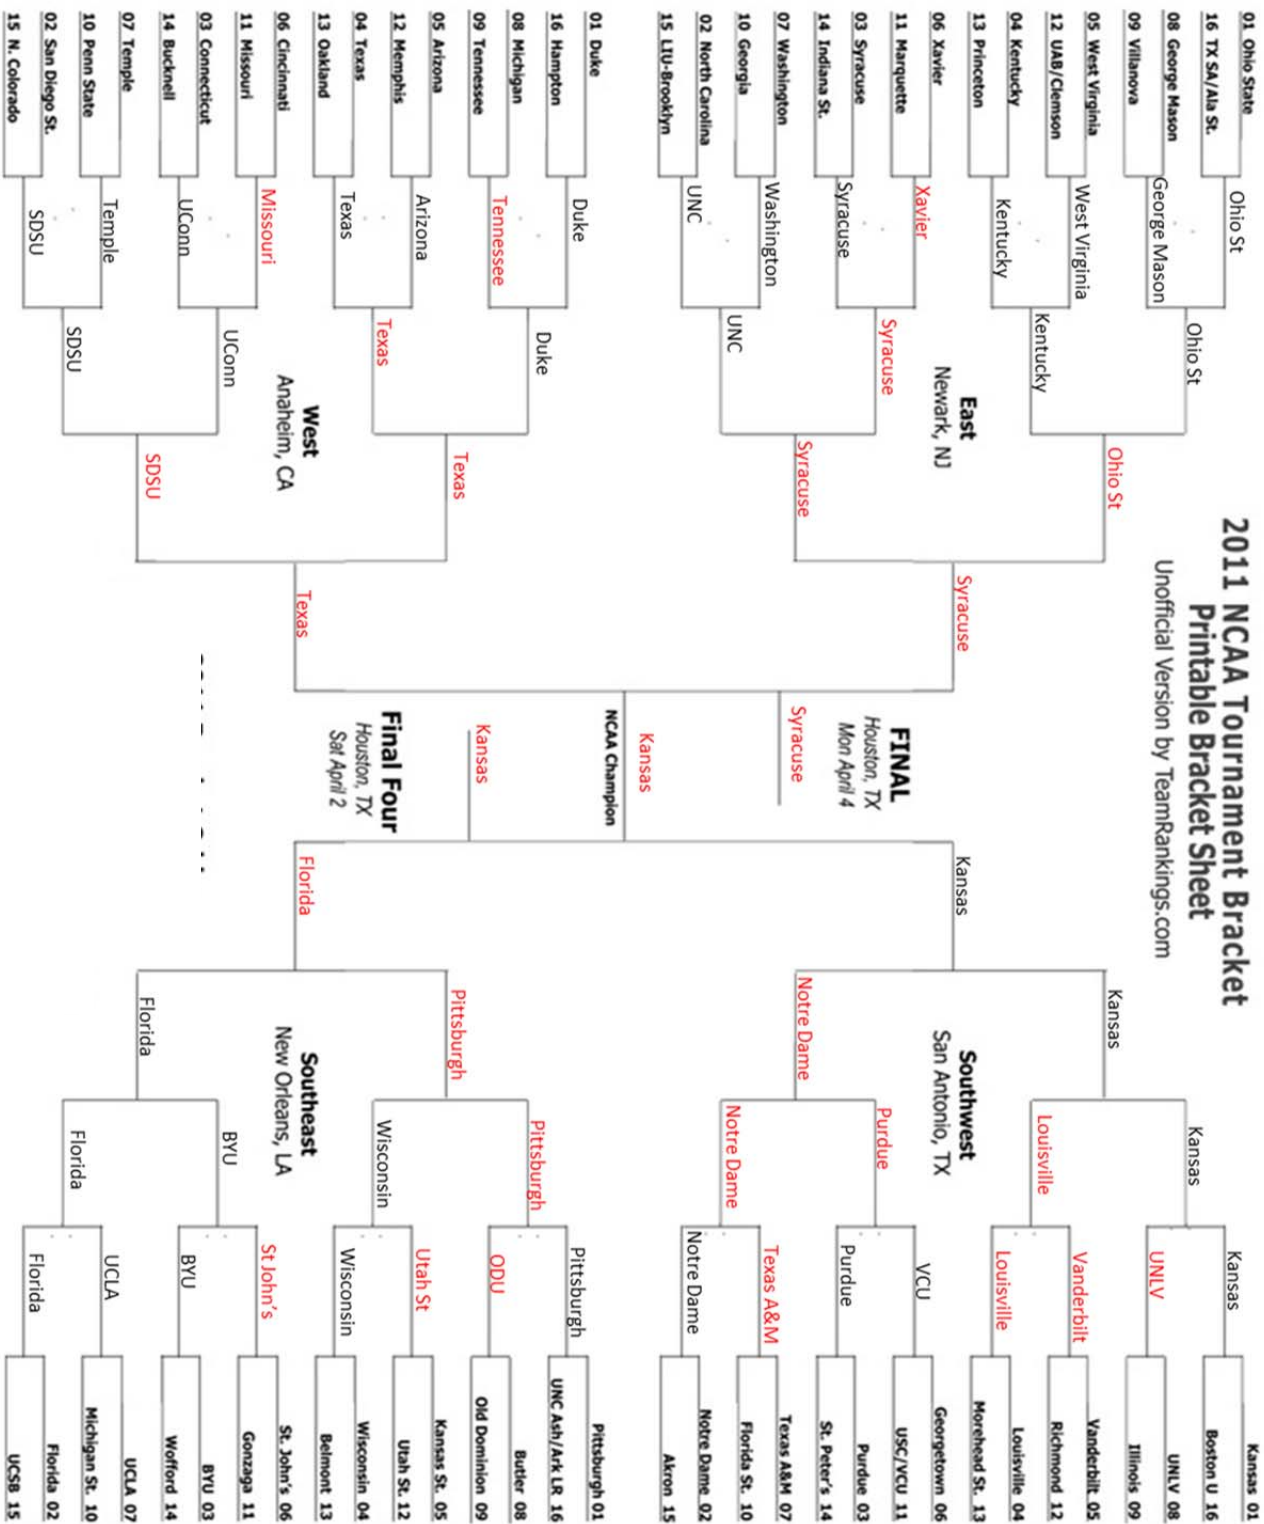 2011 NCAA Tournament Bracket
Printable Bracket Sheet
Unofficial Version by TeamRankings.com
01 Ohio State
16 TX SA/Ala St.
08 George Mason
09 Villanova
05 West Virginia
12 UAB/Clemson
04 Kentucky
13 Princeton
06 Xavier
11 Marquette
03 Syracuse
14 Indiana St.
07 Washington
10 Georgia
02 North Carolina
15 LIU-Brooklyn
Ohio St
George Mason
West Virginia
Kentucky
Xavier
Syracuse
Washington
UNC
Ohio St
Kentucky
Syracuse
UNC
East
Newark, NJ
Ohio St
Syracuse
Syracuse
01 Duke
16 Hampton
08 Michigan
09 Tennessee
05 Arizona
12 Memphis
04 Texas
13 Oakland
06 Cincinnati
11 Missouri
03 Connecticut
14 Bucknell
07 Temple
10 Penn State
02 San Diego St.
15 N. Colorado
Duke
Tennessee
Arizona
Texas
Missouri
UConn
Temple
SDSU
Duke
Texas
UConn
SDSU
West
Anaheim, CA
Texas
SDSU
Texas
FINAL
Houston, TX
Mon April 4
Syracuse
Kansas
NCAA Champion
Kansas
Final Four
Houston, TX
Sat April 2
Kansas
Florida
Kansas
Notre Dame
Southwest
San Antonio, TX
Kansas
Louisville
Purdue
Notre Dame
Kansas
UNLV
Vanderbilt
Louisville
VCU
Purdue
Texas A&M
Notre Dame
Kansas 01
Boston U 16
UNLV 08
Illinois 09
Vanderbilt 05
Richmond 12
Louisville 04
Morehead St. 13
Georgetown 06
USC/VCU 11
Purdue 03
St. Peter's 14
Texas A&M 07
Florida St. 10
Notre Dame 02
Akron 15
Pittsburgh
Florida
Southeast
New Orleans, LA
Pittsburgh
Wisconsin
BYU
Florida
Pittsburgh
ODU
Utah St
Wisconsin
St John's
BYU
UCLA
Florida
Pittsburgh 01
UNC Ash/Ark LR 16
Butler 08
Old Dominion 09
Kansas St. 05
Utah St. 12
Wisconsin 04
Belmont 13
St. John's 06
Gonzaga 11
BYU 03
Wofford 14
UCLA 07
Michigan St. 10
Florida 02
UCSB 15